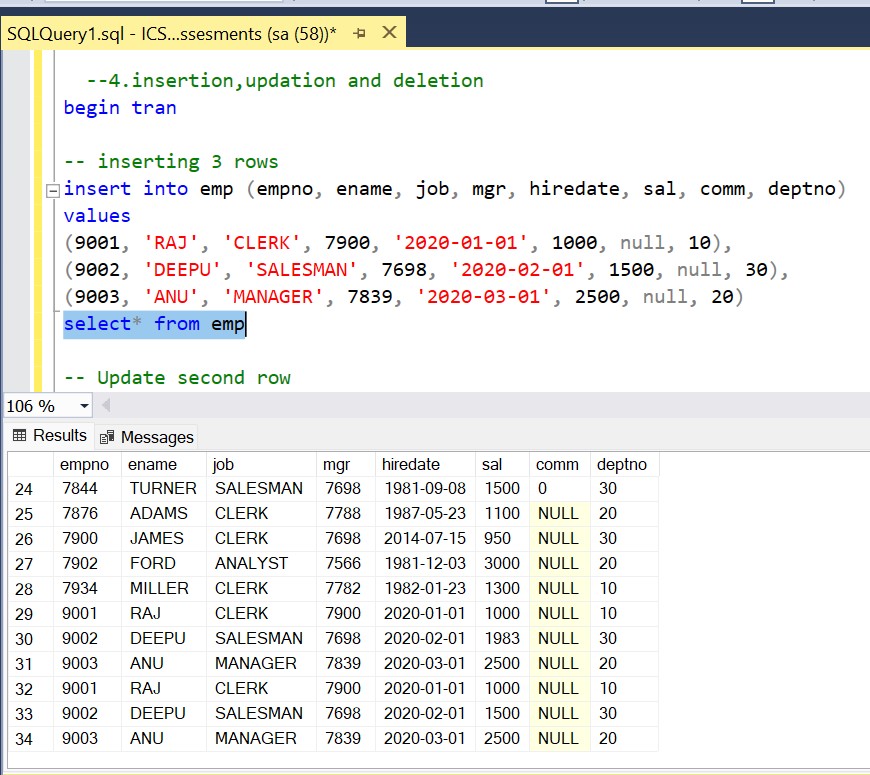 SQLQuery1.sql - ICS...ssesments (sa (58))*
--4.insertion,updation and deletion
begin tran
-- inserting 3 rows
insert into emp (empno, ename, job, mgr, hiredate, sal, comm, deptno)
values
(9001, 'RAJ', 'CLERK', 7900, '2020-01-01', 1000, null, 10),
(9002, 'DEEPU', 'SALESMAN', 7698, '2020-02-01', 1500, null, 30),
(9003, 'ANU', 'MANAGER', 7839, '2020-03-01', 2500, null, 20)
select* from emp
-- Update second row
106 %
Results Messages
empno ename job mgr hiredate sal comm deptno
24 7844 TURNER SALESMAN 7698 1981-09-08 1500 0 30
25 7876 ADAMS CLERK 7788 1987-05-23 1100 NULL 20
26 7900 JAMES CLERK 7698 2014-07-15 950 NULL 30
27 7902 FORD ANALYST 7566 1981-12-03 3000 NULL 20
28 7934 MILLER CLERK 7782 1982-01-23 1300 NULL 10
29 9001 RAJ CLERK 7900 2020-01-01 1000 NULL 10
30 9002 DEEPU SALESMAN 7698 2020-02-01 1983 NULL 30
31 9003 ANU MANAGER 7839 2020-03-01 2500 NULL 20
32 9001 RAJ CLERK 7900 2020-01-01 1000 NULL 10
33 9002 DEEPU SALESMAN 7698 2020-02-01 1500 NULL 30
34 9003 ANU MANAGER 7839 2020-03-01 2500 NULL 20